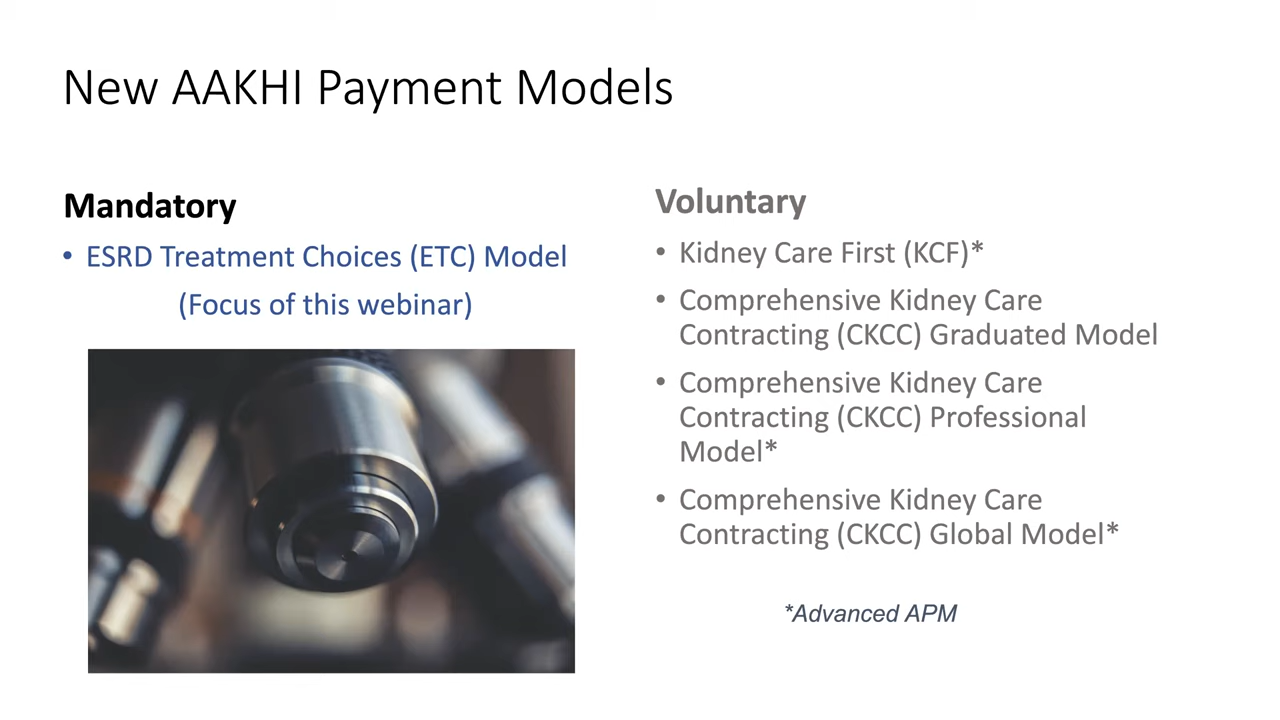 New AAKHI Payment Models
Mandatory
• ESRD Treatment Choices (ETC) Model
(Focus of this webinar)
Voluntary
• Kidney Care First (KCF)*
• Comprehensive Kidney Care
Contracting (CKCC) Graduated Model
• Comprehensive Kidney Care
Contracting (CKCC) Professional
Model*
• Comprehensive Kidney Care
Contracting (CKCC) Global Model*
*Advanced APM